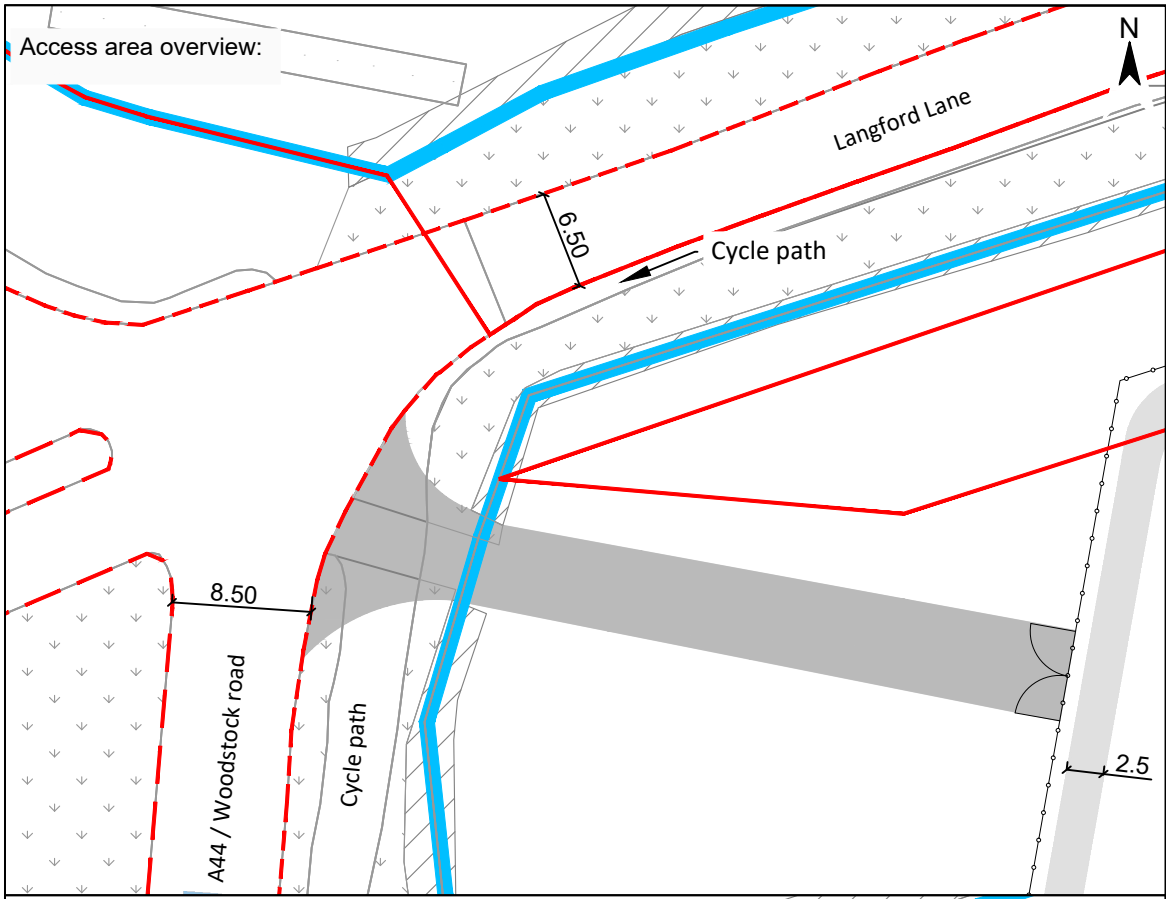 Access area overview:
N
Langford Lane
6.50
Cycle path
8.50
A44 / Woodstock road
Cycle path
2.5